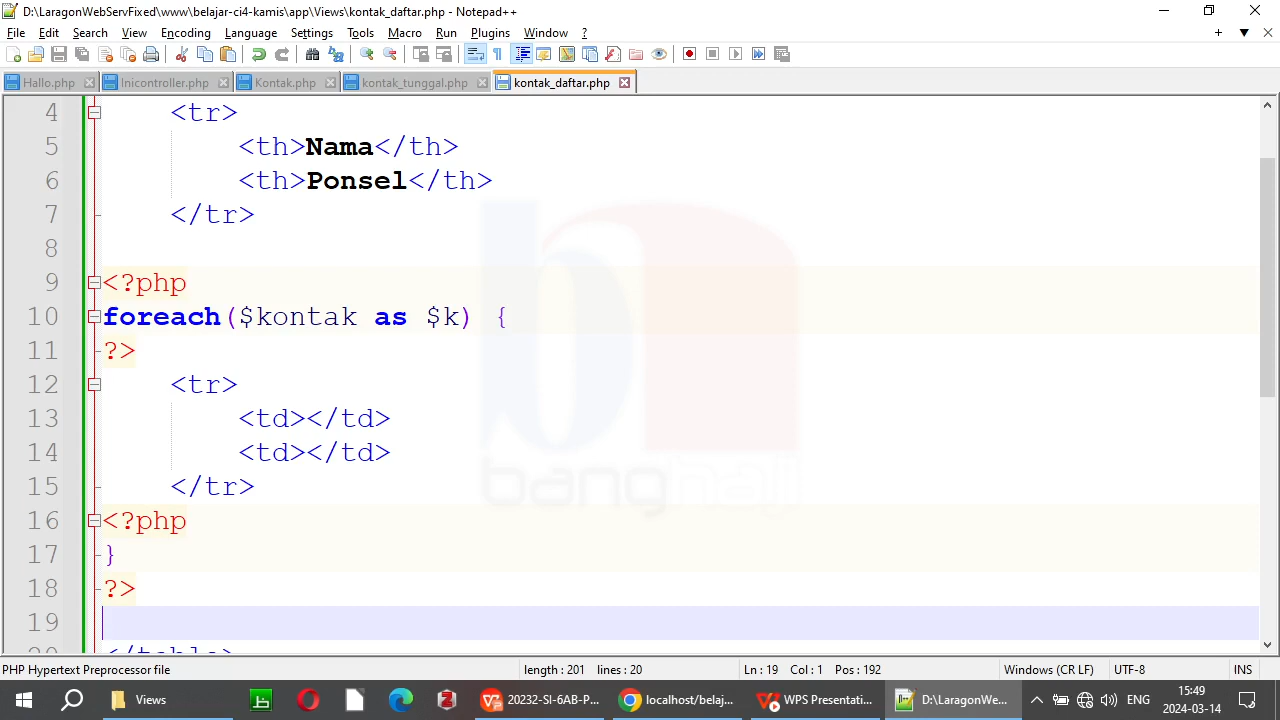 D:\LaragonWebServFixed\www\belajar-ci4-kamis\app\Views\kontak_daftar.php - Notepad++
File Edit Search View Encoding Language Settings Tools Macro Run Plugins Window ?
Hallo.php Inicontroller.php Kontak.php kontak_tunggal.php kontak_daftar.php
4 <tr>
5 <th>Nama</th>
6 <th>Ponsel</th>
7 </tr>
8
9 <?php
10 foreach($kontak as $k) {
11 ?>
12 <tr>
13 <td></td>
14 <td></td>
15 </tr>
16 <?php
17 }
18 ?>
19
20 </table>
banghaji
PHP Hypertext Preprocessor file length : 201 lines : 20 Ln : 19 Col : 1 Pos : 192 Windows (CR LF) UTF-8 INS
Views 20232-SI-6AB-P... localhost/belaj... WPS Presentati... D:\LaragonWe... ENG 15:49
2024-03-14